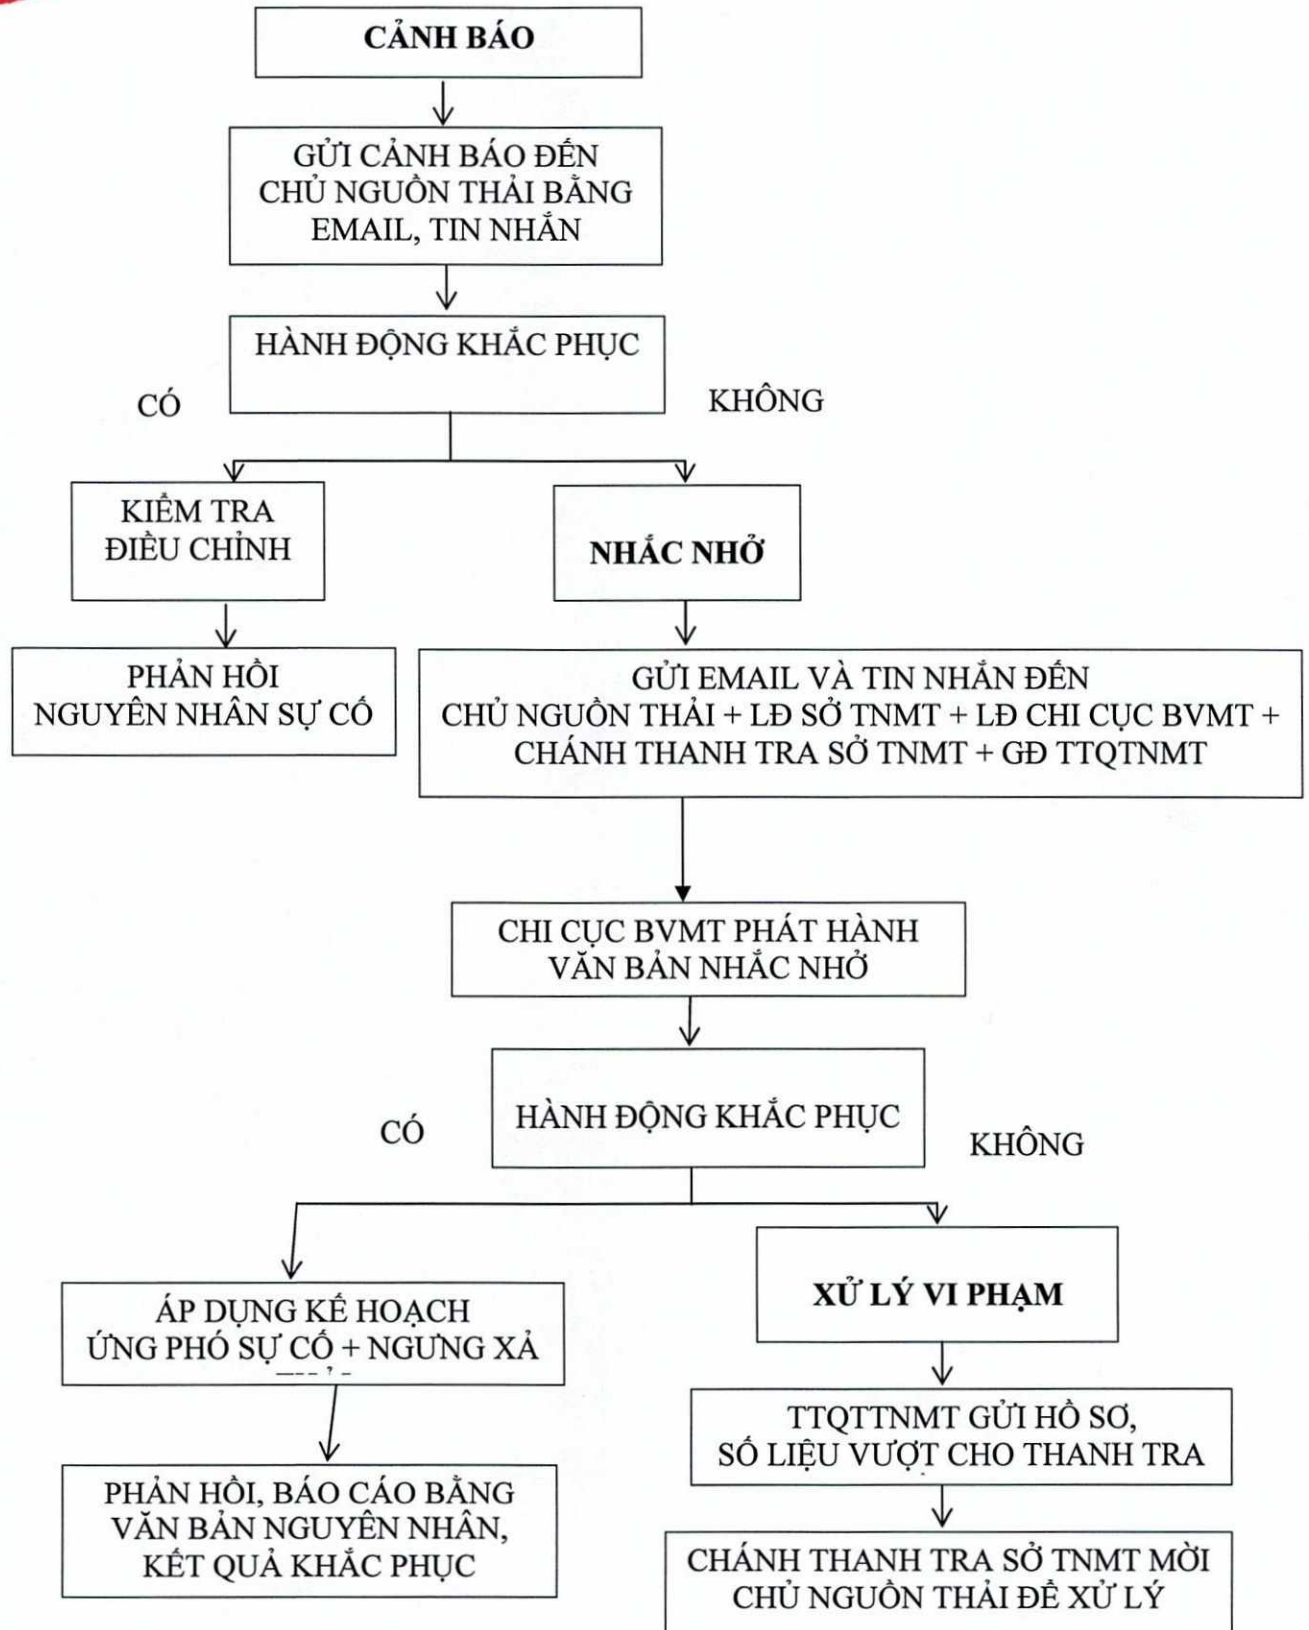 CẢNH BÁO
GỬI CẢNH BÁO ĐẾN
CHỦ NGUỒN THẢI BẰNG
EMAIL, TIN NHẮN
HÀNH ĐỘNG KHẮC PHỤC
CÓ
KHÔNG
KIỂM TRA
ĐIỀU CHỈNH
NHẮC NHỞ
PHẢN HỒI
NGUYÊN NHÂN SỰ CỐ
GỬI EMAIL VÀ TIN NHẮN ĐẾN
CHỦ NGUỒN THẢI + LĐ SỞ TNMT + LĐ CHI CỤC BVMT +
CHÁNH THANH TRA SỞ TNMT + GĐ TTQTNMT
CHI CỤC BVMT PHÁT HÀNH
VĂN BẢN NHẮC NHỞ
HÀNH ĐỘNG KHẮC PHỤC
CÓ
KHÔNG
ÁP DỤNG KẾ HOẠCH
ỨNG PHÓ SỰ CỐ + NGƯNG XẢ
XỬ LÝ VI PHẠM
TTQTTNMT GỬI HỒ SƠ,
SỐ LIỆU VƯỢT CHO THANH TRA
PHẢN HỒI, BÁO CÁO BẰNG
VĂN BẢN NGUYÊN NHÂN,
KẾT QUẢ KHẮC PHỤC
CHÁNH THANH TRA SỞ TNMT MỜI
CHỦ NGUỒN THẢI ĐỂ XỬ LÝ